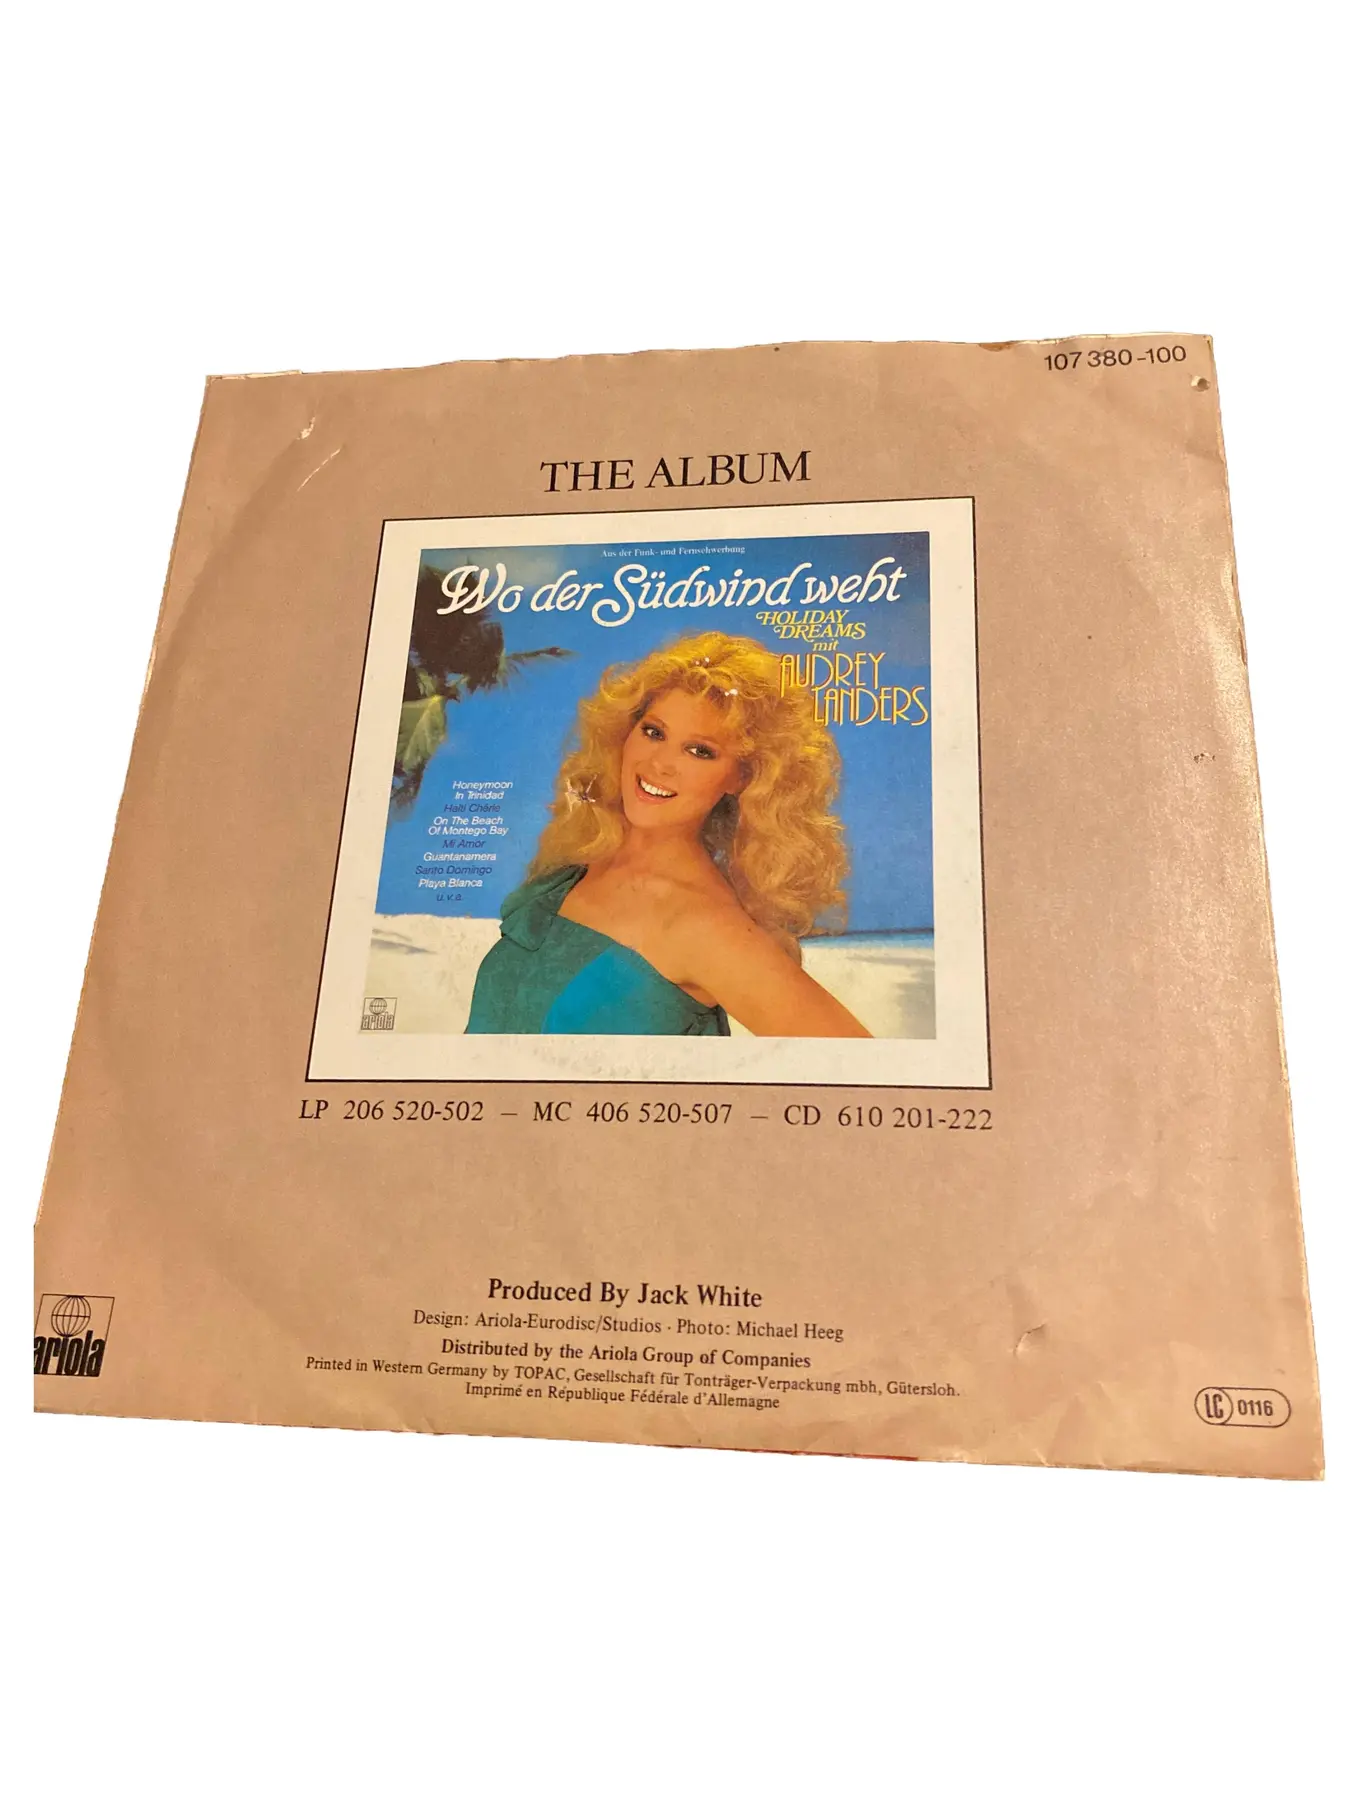 107 380-100
THE ALBUM
Aus der Funk- und Fernsehwerbung
Wo der Südwind weht
HOLIDAY
DREAMS
mit
AUDREY
LANDERS
Honeymoon
In Trinidad
Haiti Chérie
On The Beach
Of Montego Bay
Mi Amor
Guantanamera
Santo Domingo
Playa Blanca
u.v.a.
ariola
LP 206 520-502 – MC 406 520-507 – CD 610 201-222
Produced By Jack White
Design: Ariola-Eurodisc/Studios · Photo: Michael Heeg
Distributed by the Ariola Group of Companies
Printed in Western Germany by TOPAC, Gesellschaft für Tonträger-Verpackung mbh, Gütersloh.
Imprimé en République Fédérale d'Allemagne
ariola
LC 0116